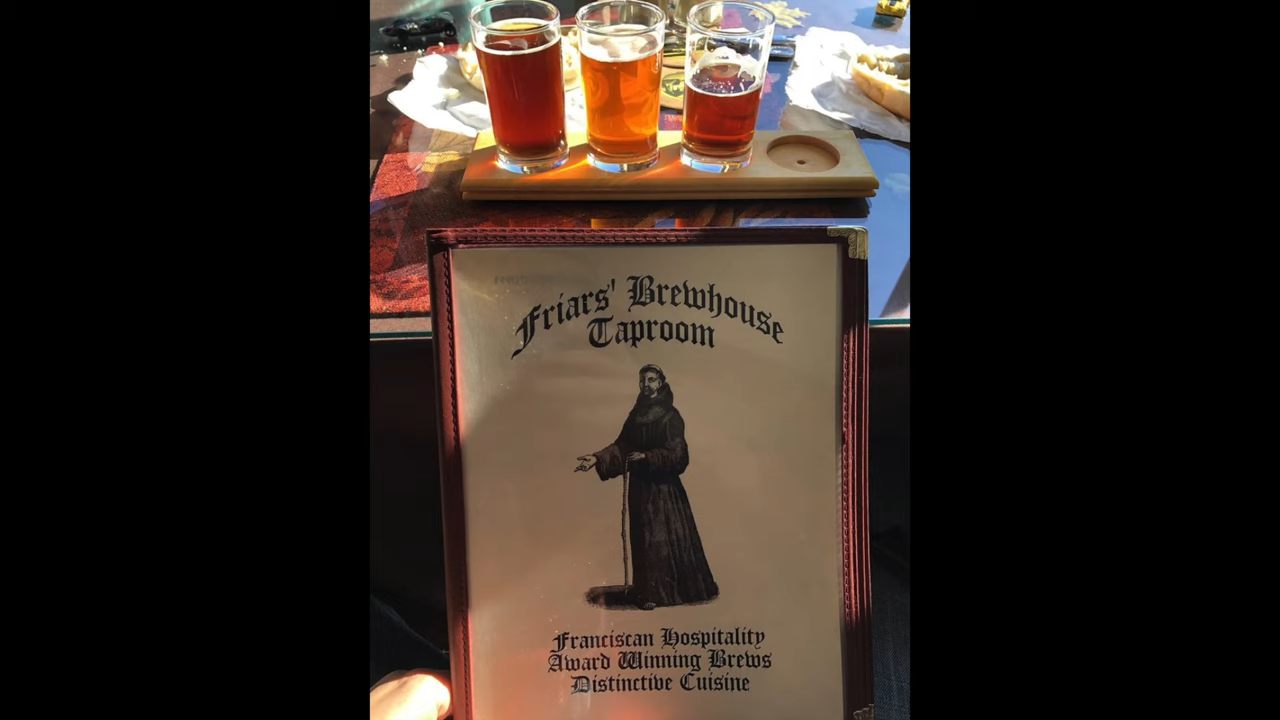 Friars' Brewhouse
Taproom
Franciscan Hospitality
Award Winning Brews
Distinctive Cuisine